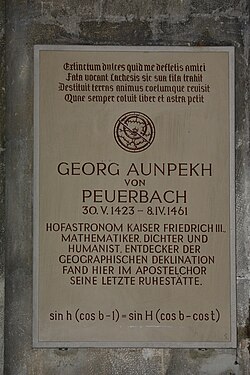 Extinctum dulces quid me defletis amici
Fata vocant Lachesis sic sua fila trahit
Destituit terras animus coelumque revisit
Quae semper coluit liber et astra petit
GEORG AUNPEKH
VON
PEUERBACH
30.V.1423 – 8.IV.1461
HOFASTRONOM KAISER FRIEDRICH III.,
MATHEMATIKER, DICHTER UND
HUMANIST, ENTDECKER DER
GEOGRAPHISCHEN DEKLINATION
FAND HIER IM APOSTELCHOR
SEINE LETZTE RUHESTÄTTE.
sin h (cos b-1) = sin H (cos b - cos t)